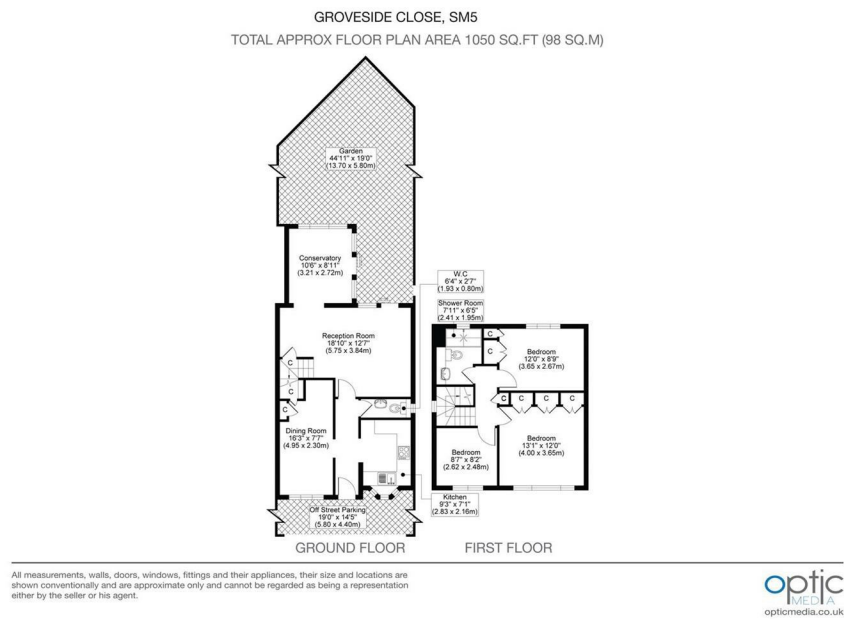 GROVESIDE CLOSE, SM5
TOTAL APPROX FLOOR PLAN AREA 1050 SQ.FT (98 SQ.M)
Garden
44'11" x 19'0"
(13.70 x 5.80m)
Conservatory
10'6" x 8'11"
(3.21 x 2.72m)
W.C
6'4" x 2'7"
(1.93 x 0.80m)
Shower Room
7'11" x 6'5"
(2.41 x 1.95m)
Reception Room
18'10" x 12'7"
(5.75 x 3.84m)
C
C
C
Dining Room
16'3" x 7'7"
(4.95 x 2.30m)
C
C
Bedroom
12'0" x 8'9"
(3.65 x 2.67m)
C
C
C
C
Bedroom
13'1" x 12'0"
(4.00 x 3.65m)
Bedroom
8'7" x 8'2"
(2.62 x 2.48m)
Kitchen
9'3" x 7'1"
(2.83 x 2.16m)
Off Street Parking
19'0" x 14'5"
(5.80 x 4.40m)
GROUND FLOOR
FIRST FLOOR
All measurements, walls, doors, windows, fittings and their appliances, their size and locations are
shown conventionally and are approximate only and cannot be regarded as being a representation
either by the seller or his agent.
optic
MEDIA
opticmedia.co.uk